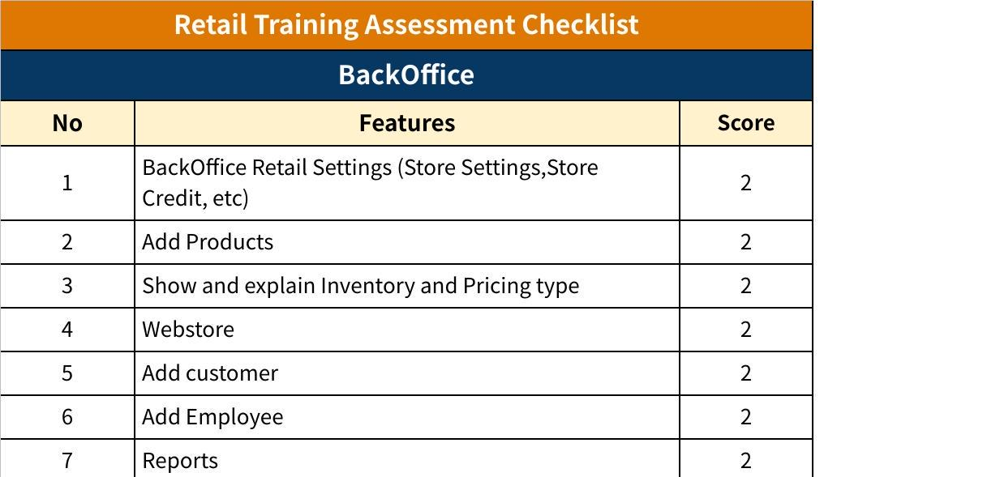 Retail Training Assessment Checklist
BackOffice
No Features Score
1 BackOffice Retail Settings (Store Settings,Store
Credit, etc) 2
2 Add Products 2
3 Show and explain Inventory and Pricing type 2
4 Webstore 2
5 Add customer 2
6 Add Employee 2
7 Reports 2